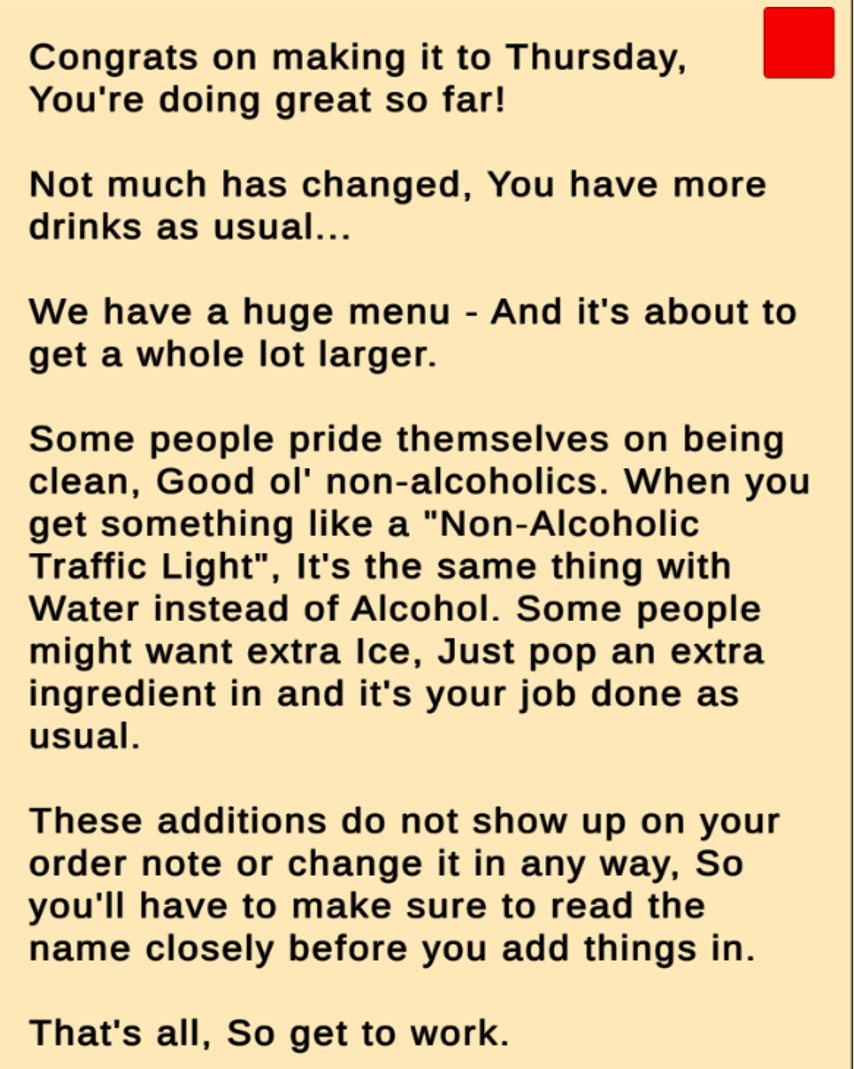 Congrats on making it to Thursday,
You're doing great so far!
Not much has changed, You have more
drinks as usual...
We have a huge menu - And it's about to
get a whole lot larger.
Some people pride themselves on being
clean, Good ol' non-alcoholics. When you
get something like a "Non-Alcoholic
Traffic Light", It's the same thing with
Water instead of Alcohol. Some people
might want extra Ice, Just pop an extra
ingredient in and it's your job done as
usual.
These additions do not show up on your
order note or change it in any way, So
you'll have to make sure to read the
name closely before you add things in.
That's all, So get to work.